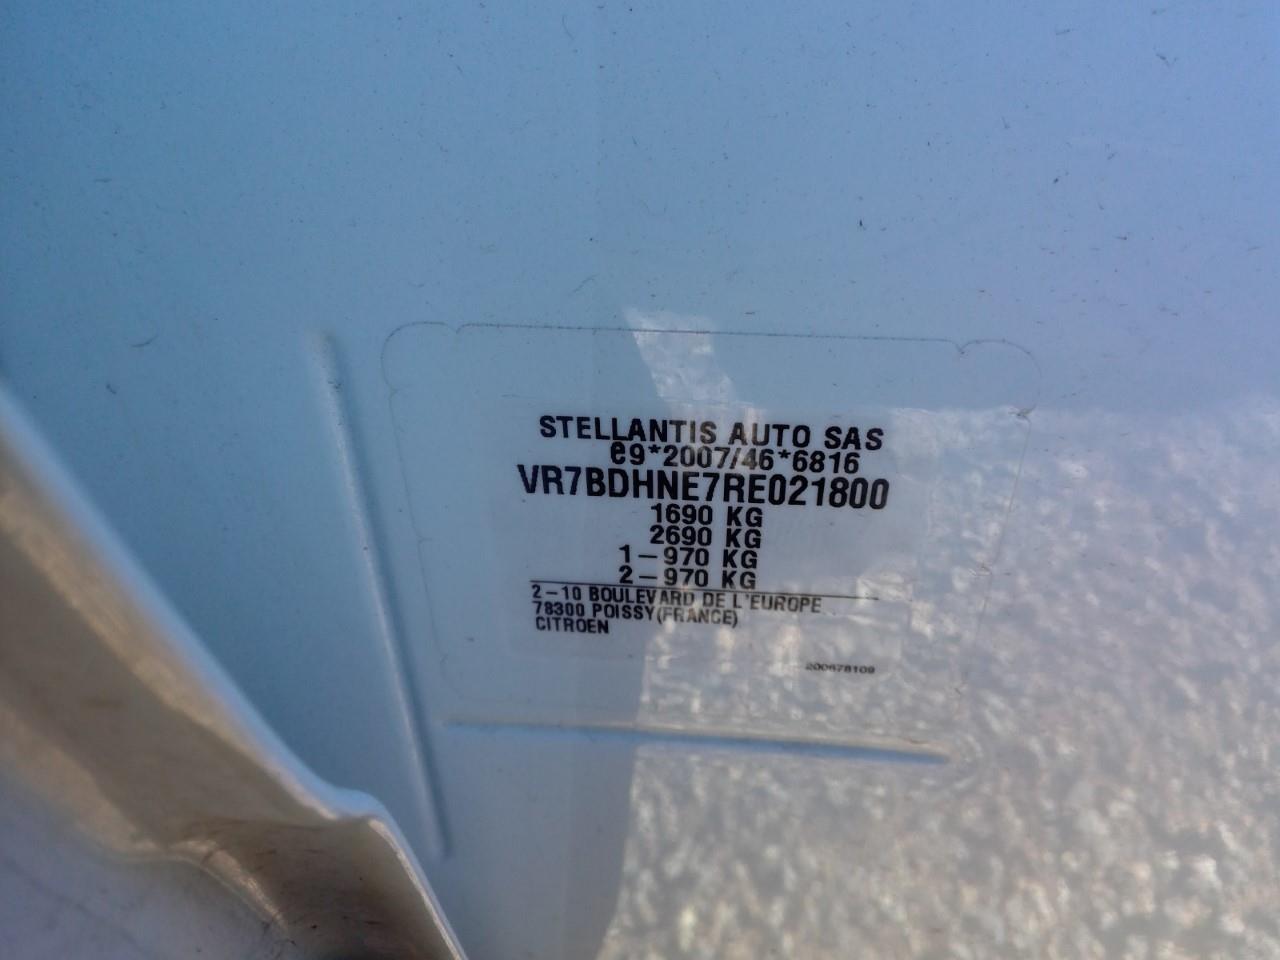 STELLANTIS AUTO SAS
e9*2007/46*6816
VR7BDHNE7RE021800
1690 KG
2690 KG
1-970 KG
2-970 KG
2-10 BOULEVARD DE L'EUROPE
78300 POISSY(FRANCE)
CITROEN
200678109